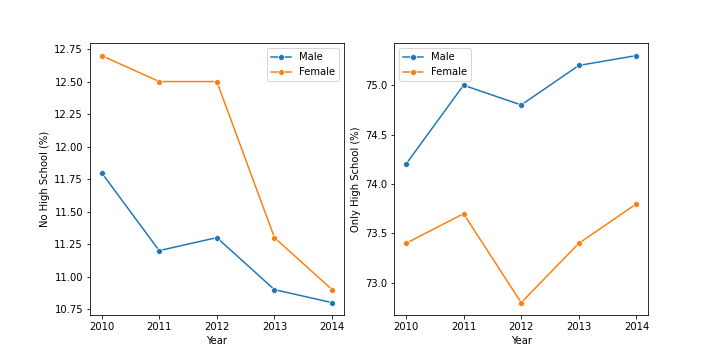 No High School (%)
12.75
12.50
12.25
12.00
11.75
11.50
11.25
11.00
10.75
2010 2011 2012 2013 2014
Year
Male
Female
Only High School (%)
75.0
74.5
74.0
73.5
73.0
2010 2011 2012 2013 2014
Year
Male
Female